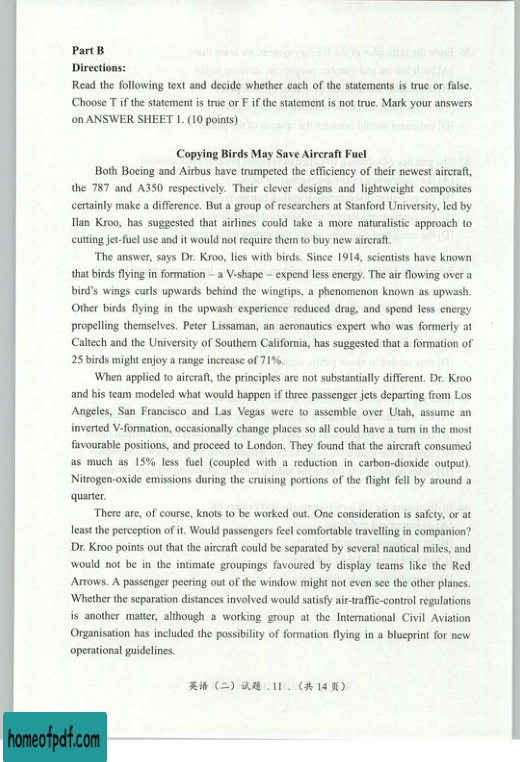 Part B
Directions:
Read the following text and decide whether each of the statements is true or false.
Choose T if the statement is true or F if the statement is not true. Mark your answers
on ANSWER SHEET 1. (10 points)
Copying Birds May Save Aircraft Fuel
Both Boeing and Airbus have trumpeted the efficiency of their newest aircraft,
the 787 and A350 respectively. Their clever designs and lightweight composites
certainly make a difference. But a group of researchers at Stanford University, led by
Ilan Kroo, has suggested that airlines could take a more naturalistic approach to
cutting jet-fuel use and it would not require them to buy new aircraft.
The answer, says Dr. Kroo, lies with birds. Since 1914, scientists have known
that birds flying in formation – a V-shape – expend less energy. The air flowing over a
bird's wings curls upwards behind the wingtips, a phenomenon known as upwash.
Other birds flying in the upwash experience reduced drag, and spend less energy
propelling themselves. Peter Lissaman, an aeronautics expert who was formerly at
Caltech and the University of Southern California, has suggested that a formation of
25 birds might enjoy a range increase of 71%.
When applied to aircraft, the principles are not substantially different. Dr. Kroo
and his team modeled what would happen if three passenger jets departing from Los
Angeles, San Francisco and Las Vegas were to assemble over Utah, assume an
inverted V-formation, occasionally change places so all could have a turn in the most
favourable positions, and proceed to London. They found that the aircraft consumed
as much as 15% less fuel (coupled with a reduction in carbon-dioxide output).
Nitrogen-oxide emissions during the cruising portions of the flight fell by around a
quarter.
There are, of course, knots to be worked out. One consideration is safety, or at
least the perception of it. Would passengers feel comfortable travelling in companion?
Dr. Kroo points out that the aircraft could be separated by several nautical miles, and
would not be in the intimate groupings favoured by display teams like the Red
Arrows. A passenger peering out of the window might not even see the other planes.
Whether the separation distances involved would satisfy air-traffic-control regulations
is another matter, although a working group at the International Civil Aviation
Organisation has included the possibility of formation flying in a blueprint for new
operational guidelines.
英语（二）试题 . 11 . （共 14 页）
homeofpdf.com